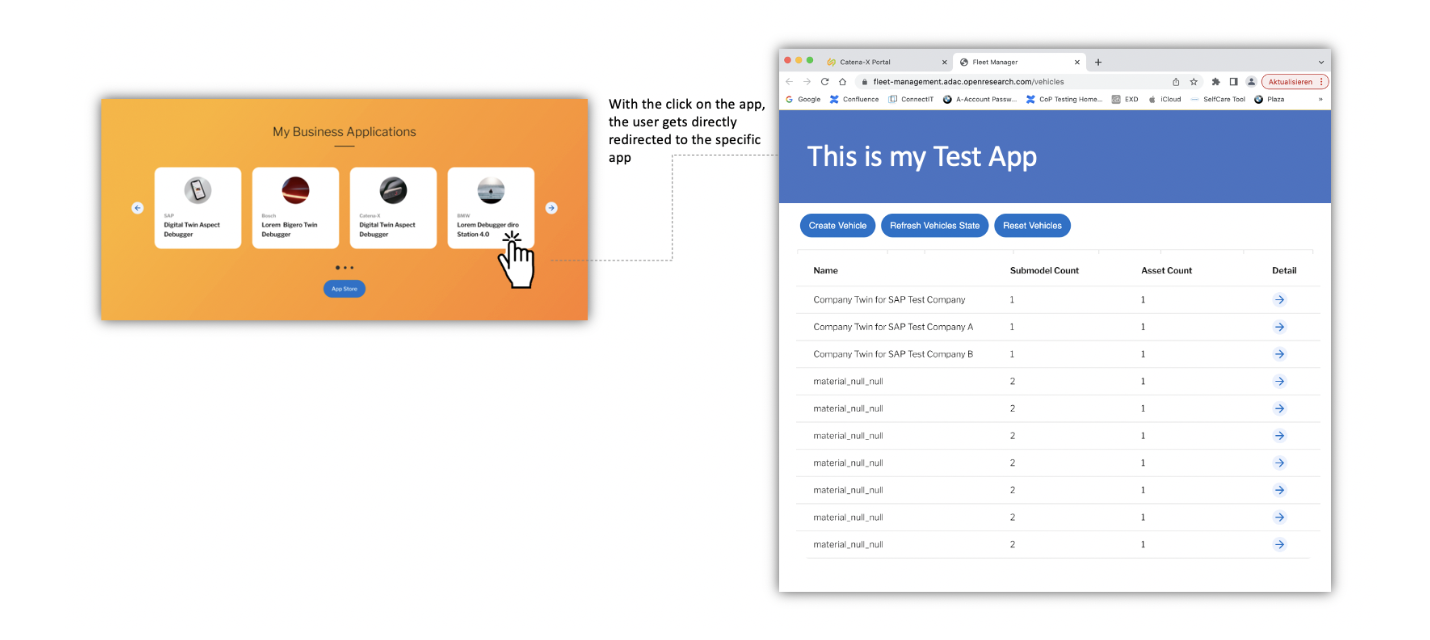 My Business Applications
SAP
Digital Twin Aspect
Debugger
Bosch
Lorem Bigero Twin
Debugger
Catena X
Digital Twin Aspect
Debugger
BMW
Lorem Debugger diro
Station 4.0
App Store
With the click on the app,
the user gets directly
redirected to the specific
app
Catena-X Portal
Fleet Manager
fleet-management.adac.openresearch.com/vehicles
Aktualisieren
Google Confluence ConnectIT A-Account Passw... CoP Testing Home... EXD iCloud SelfCare Tool Plaza »
This is my Test App
Create Vehicle Refresh Vehicles State Reset Vehicles
Name Submodel Count Asset Count Detail
Company Twin for SAP Test Company 1 1
Company Twin for SAP Test Company A 1 1
Company Twin for SAP Test Company B 1 1
material_null_null 2 1
material_null_null 2 1
material_null_null 2 1
material_null_null 2 1
material_null_null 2 1
material_null_null 2 1
material_null_null 2 1